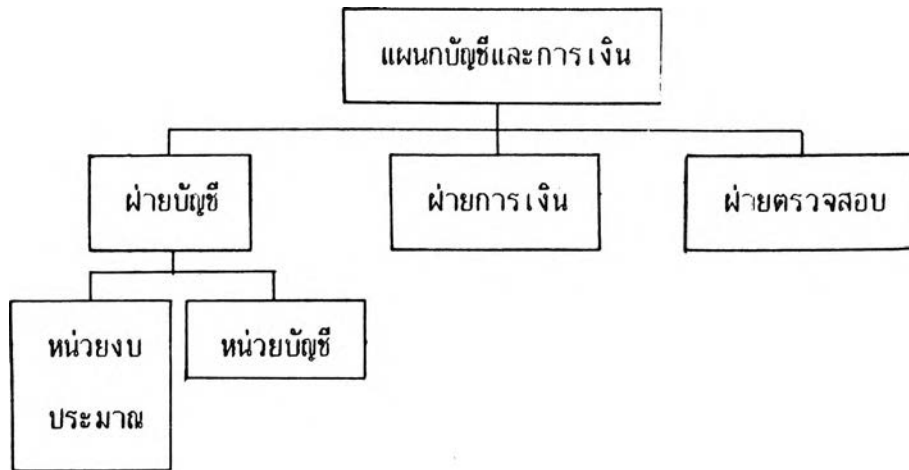 แผนกบัญชีและการเงิน
ฝ่ายบัญชี
ฝ่ายการเงิน
ฝ่ายตรวจสอบ
หน่วยงบ
ประมาณ
หน่วยบัญชี